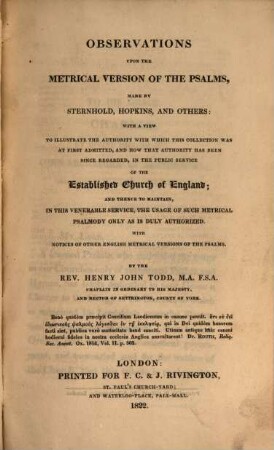 OBSERVATIONS
UPON THE
METRICAL VERSION OF THE PSALMS,
MADE BY
STERNHOLD, HOPKINS, AND OTHERS:
WITH A VIEW
TO ILLUSTRATE THE AUTHORITY WITH WHICH THIS COLLECTION WAS
AT FIRST ADMITTED, AND HOW THAT AUTHORITY HAS BEEN
SINCE REGARDED, IN THE PUBLIC SERVICE
OF THE
Established Church of England;
AND THENCE TO MAINTAIN,
IN THIS VENERABLE SERVICE, THE USAGE OF SUCH METRICAL
PSALMODY ONLY AS IS DULY AUTHORIZED.
WITH
NOTICES OF OTHER ENGLISH METRICAL VERSIONS OF THE PSALMS.
BY THE
REV. HENRY JOHN TODD, M.A. F.S.A.
CHAPLAIN IN ORDINARY TO HIS MAJESTY,
AND RECTOR OF SETTRINGTON, COUNTY OF YORK.
LONDON:
PRINTED FOR F. C. & J. RIVINGTON,
ST. PAUL'S CHURCH-YARD;
AND WATERLOO-PLACE, PALL-MALL.
1822.